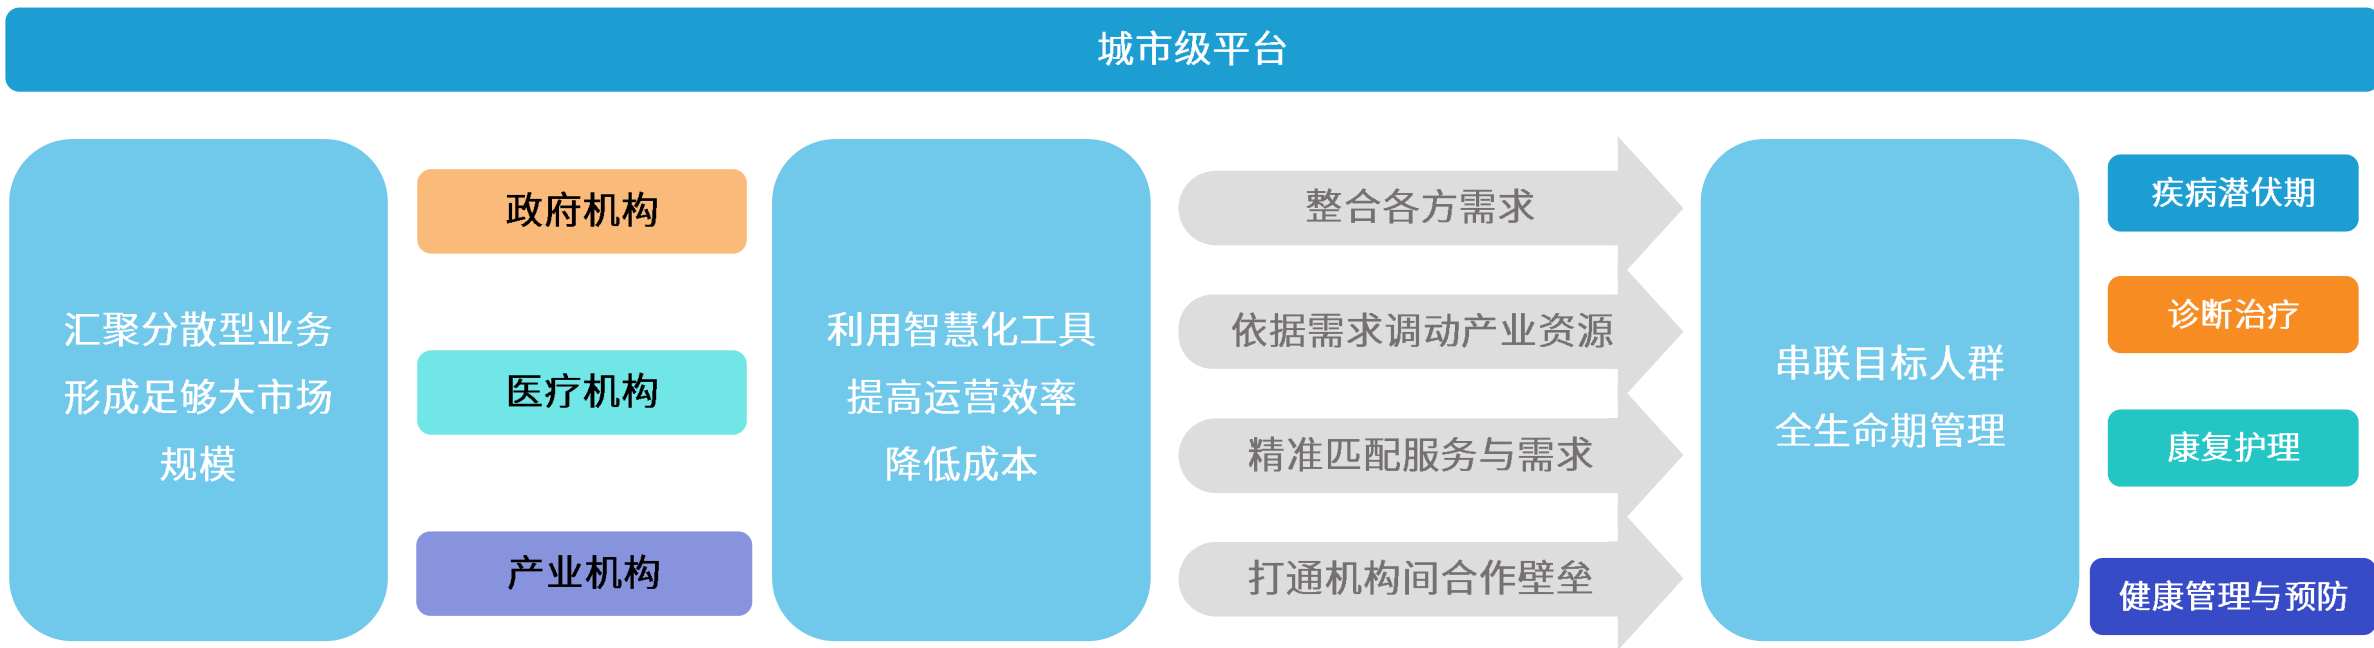 城市级平台
汇聚分散型业务
形成足够大市场
规模
政府机构
医疗机构
产业机构
利用智慧化工具
提高运营效率
降低成本
整合各方需求
依据需求调动产业资源
精准匹配服务与需求
打通机构间合作壁垒
串联目标人群
全生命期管理
疾病潜伏期
诊断治疗
康复护理
健康管理与预防